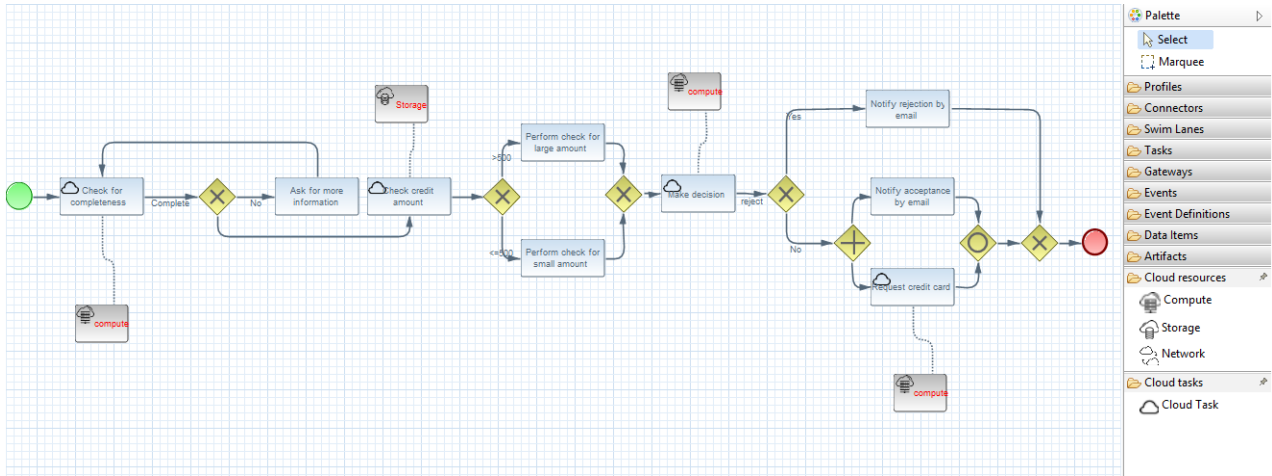 Check for
completeness
Complete
No
Ask for more
information
Storage
Check credit
amount
compute
>500
<=500
Perform check for
large amount
Perform check for
small amount
compute
Make decision
reject
Yes
No
Notify rejection by
email
Notify acceptance
by email
Request credit card
compute
Palette
Select
Marquee
Profiles
Connectors
Swim Lanes
Tasks
Gateways
Events
Event Definitions
Data Items
Artifacts
Cloud resources
Compute
Storage
Network
Cloud tasks
Cloud Task